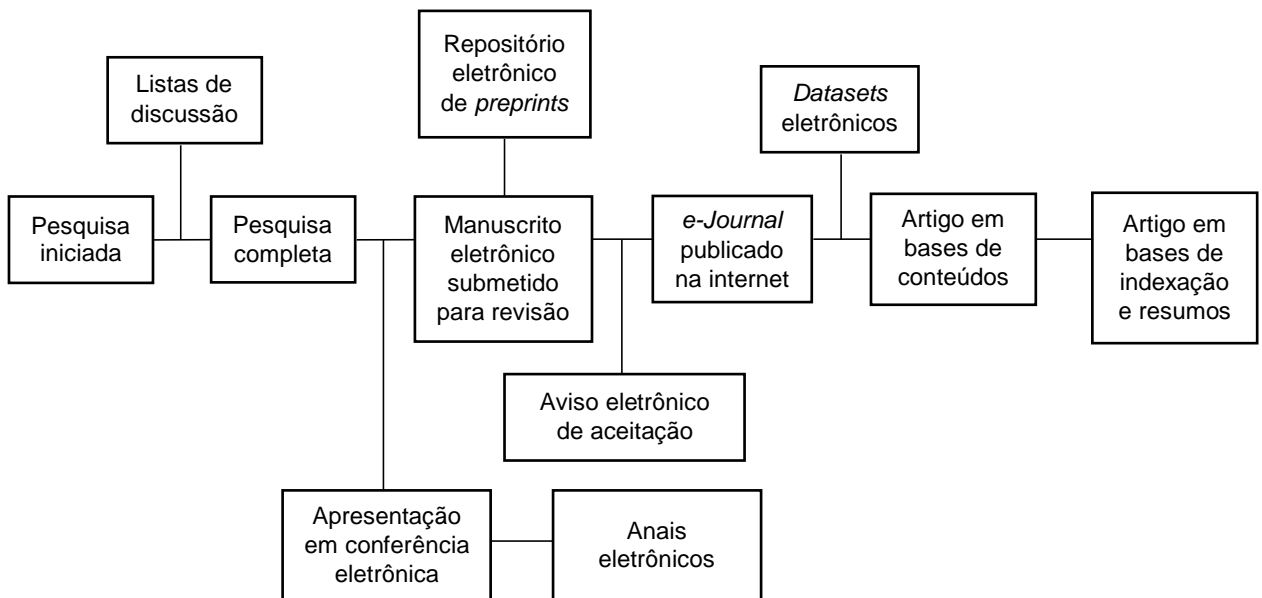 Repositório
eletrônico
de preprints
Listas de
discussão
Datasets
eletrônicos
Pesquisa
iniciada
Pesquisa
completa
Manuscrito
eletrônico
submetido
para revisão
e-Journal
publicado
na internet
Artigo em
bases de
conteúdos
Artigo em
bases de
indexação
e resumos
Aviso eletrônico
de aceitação
Apresentação
em conferência
eletrônica
Anais
eletrônicos